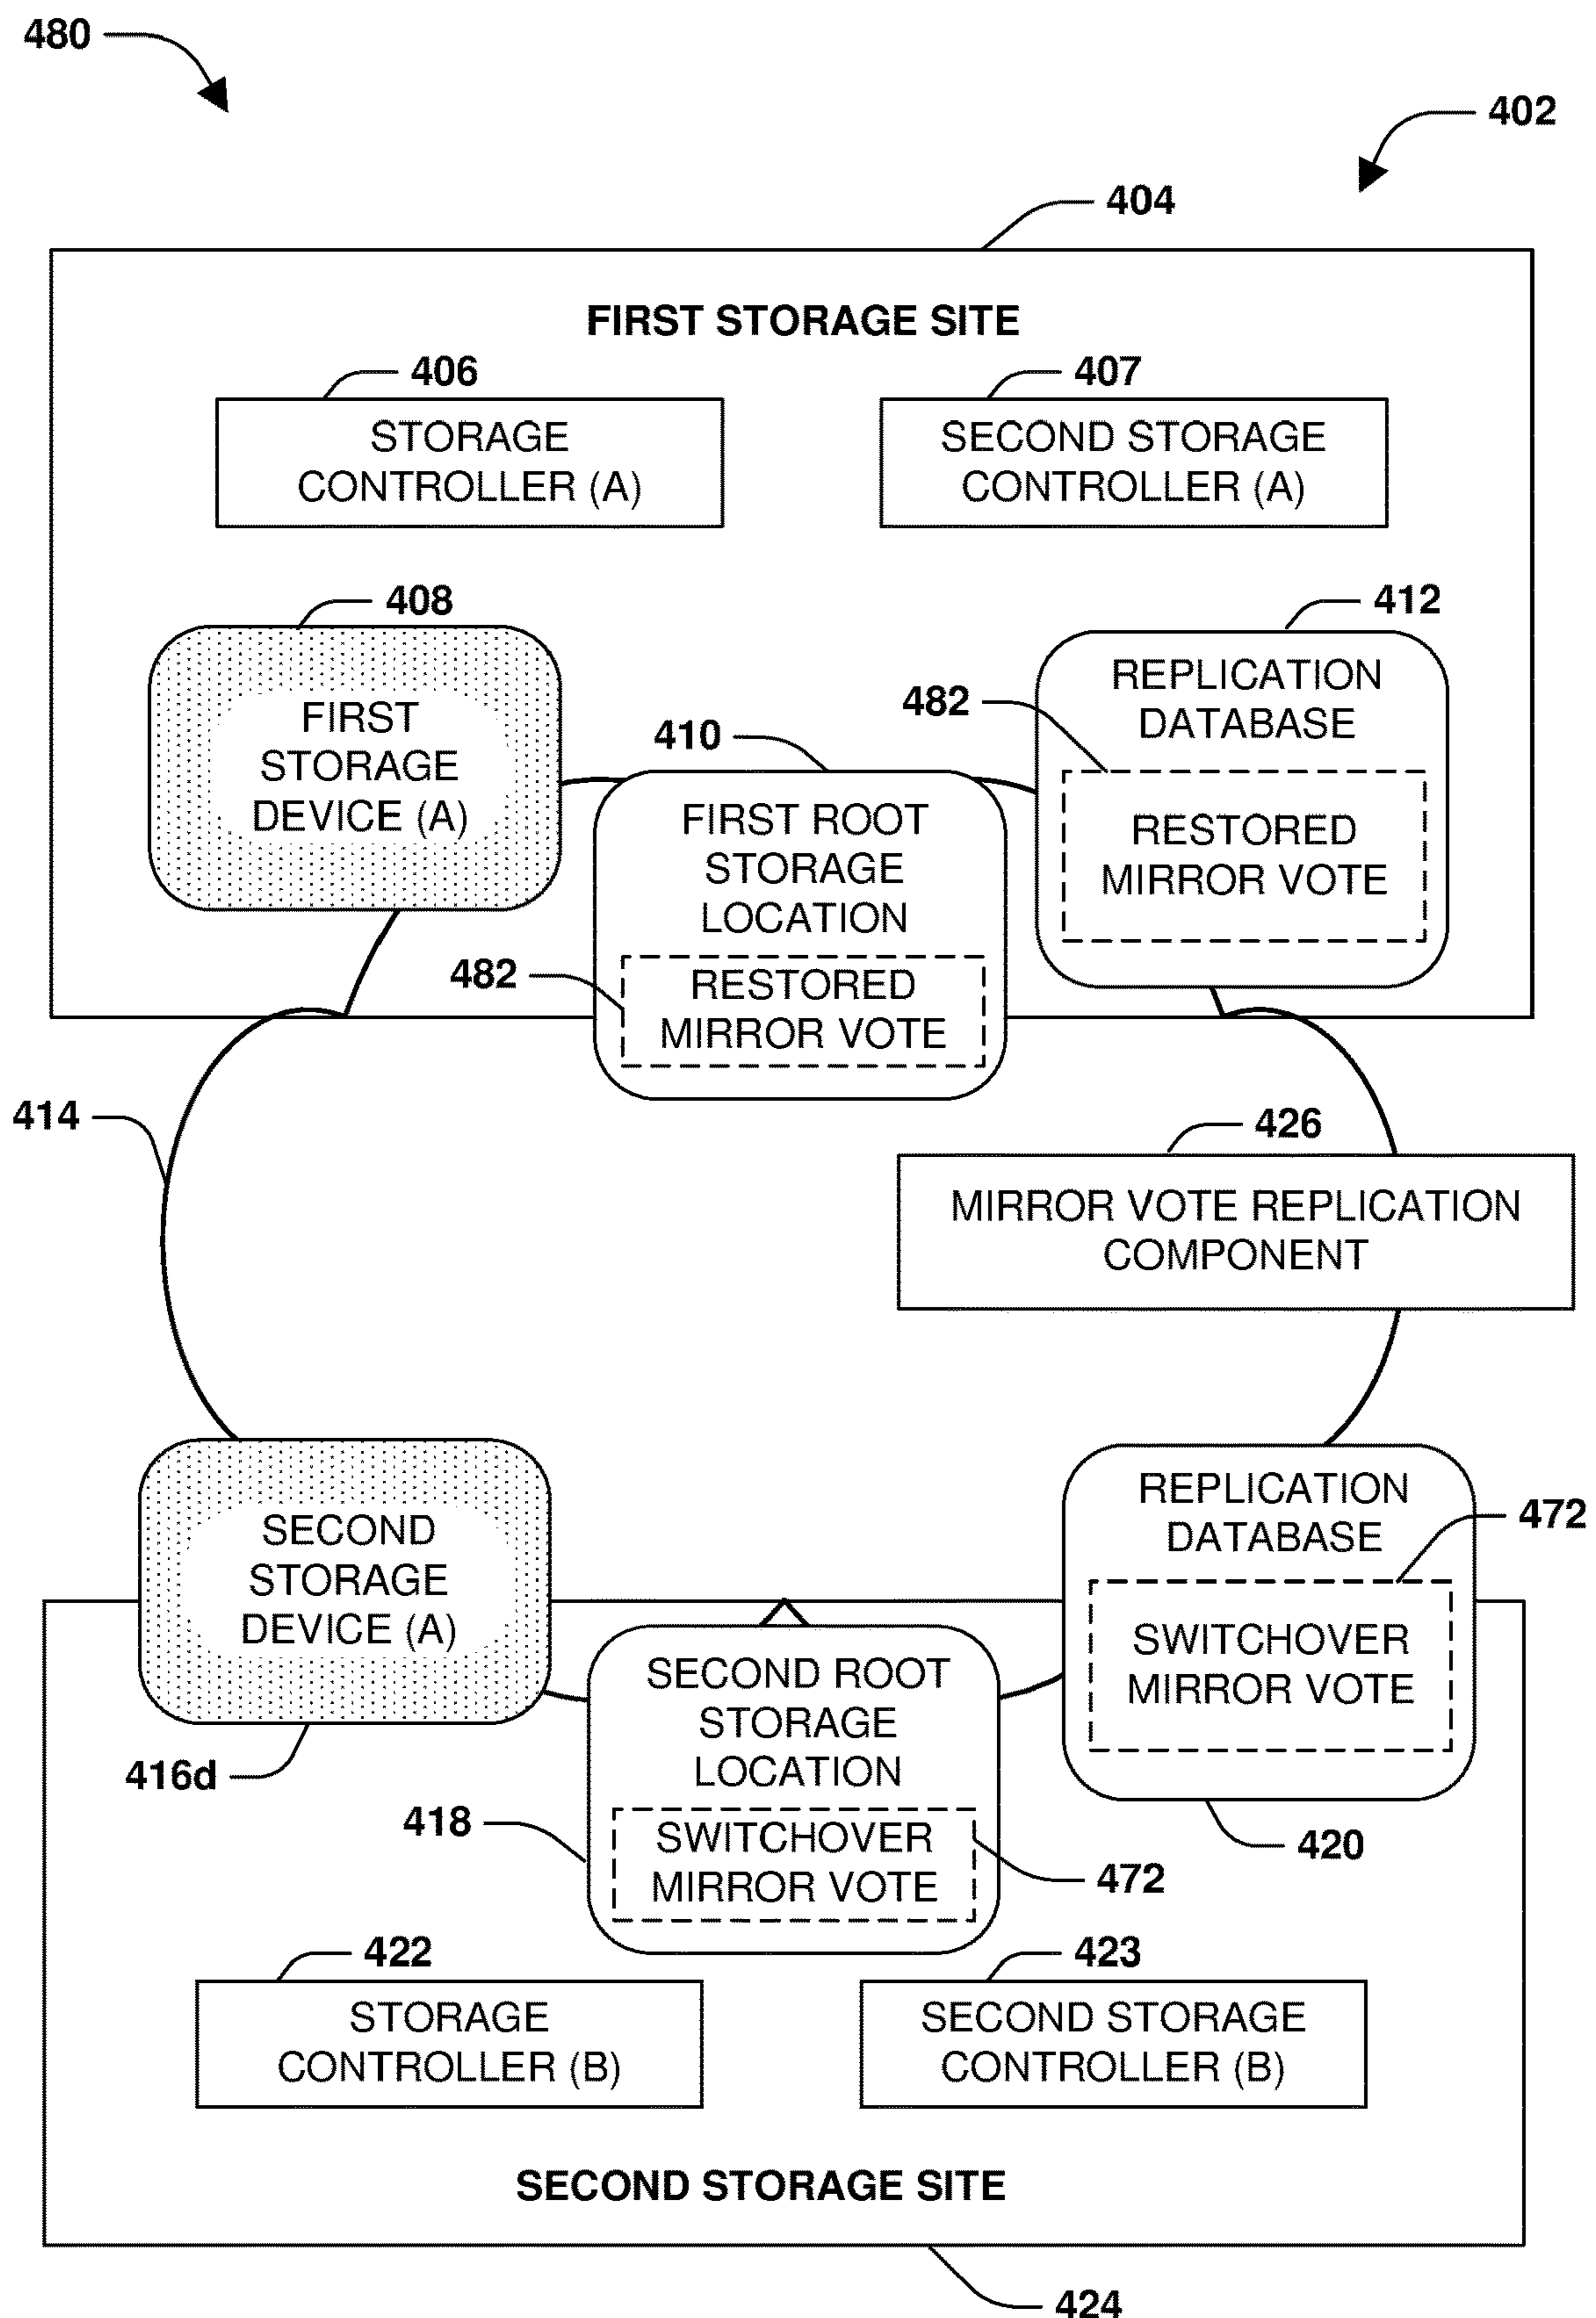 480
402
404
FIRST STORAGE SITE
406
407
STORAGE
CONTROLLER (A)
SECOND STORAGE
CONTROLLER (A)
408
412
FIRST
STORAGE
DEVICE (A)
REPLICATION
DATABASE
482
RESTORED
MIRROR VOTE
410
FIRST ROOT
STORAGE
LOCATION
482
RESTORED
MIRROR VOTE
414
426
MIRROR VOTE REPLICATION
COMPONENT
SECOND
STORAGE
DEVICE (A)
416d
REPLICATION
DATABASE
472
SWITCHOVER
MIRROR VOTE
420
SECOND ROOT
STORAGE
LOCATION
418
SWITCHOVER
MIRROR VOTE
472
422
423
STORAGE
CONTROLLER (B)
SECOND STORAGE
CONTROLLER (B)
SECOND STORAGE SITE
424